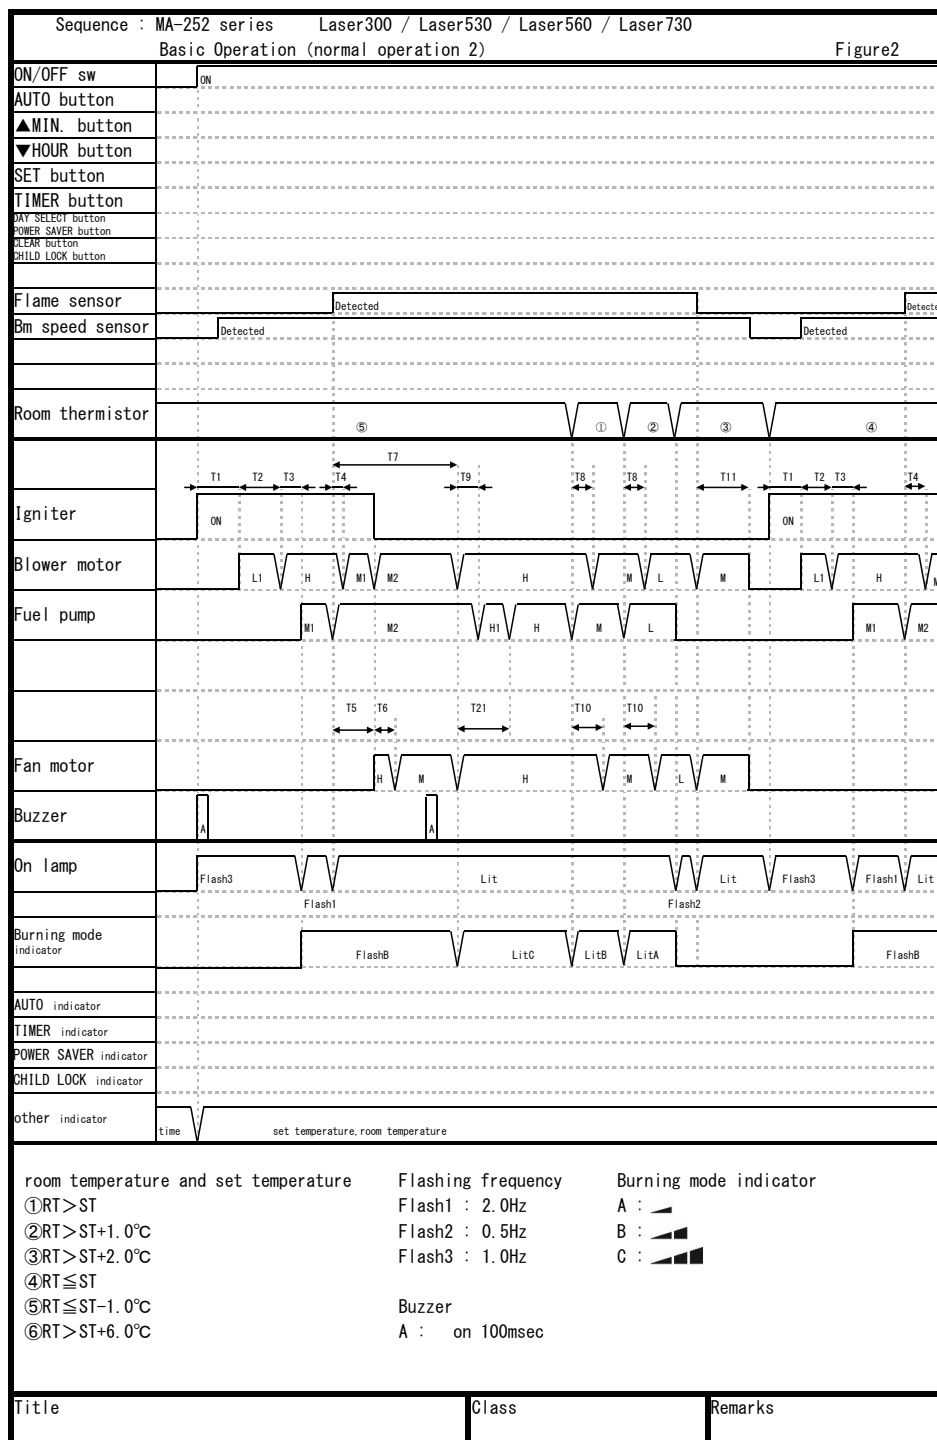 Sequence : MA-252 series Laser300 / Laser530 / Laser560 / Laser730
Basic Operation (normal operation 2) Figure2
ON/OFF sw ON
AUTO button
▲MIN. button
▼HOUR button
SET button
TIMER button
DAY SELECT button
POWER SAVER button
CLEAR button
CHILD LOCK button
Flame sensor Detected Detecte
Bm speed sensor Detected Detected
Room thermistor ⑤ ① ② ③ ④
T7
T1 T2 T3 T4 T9 T8 T8 T11 T1 T2 T3 T4
Igniter ON ON
Blower motor L1 H M1 M2 H M L M L1 H M
Fuel pump M1 M2 H1 H M L M1 M2
T5 T6 T21 T10 T10
Fan motor H M H M L M
Buzzer A A
On lamp Flash3 Lit Lit Flash3 Flash1 Lit
Flash1 Flash2
Burning mode
indicator FlashB LitC LitB LitA FlashB
AUTO indicator
TIMER indicator
POWER SAVER indicator
CHILD LOCK indicator
other indicator time set temperature,room temperature
room temperature and set temperature Flashing frequency Burning mode indicator
①RT＞ST Flash1 : 2.0Hz A :
②RT＞ST+1.0℃ Flash2 : 0.5Hz B :
③RT＞ST+2.0℃ Flash3 : 1.0Hz C :
④RT≦ST
⑤RT≦ST-1.0℃ Buzzer
⑥RT＞ST+6.0℃ A : on 100msec
Title Class Remarks